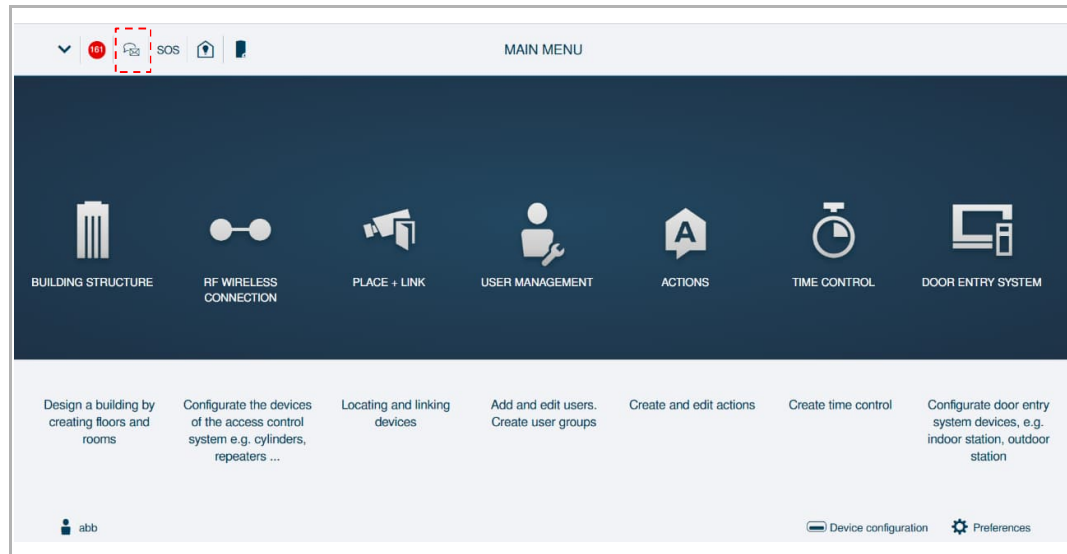 161
SOS
MAIN MENU
A
BUILDING STRUCTURE
RF WIRELESS
CONNECTION
PLACE + LINK
USER MANAGEMENT
ACTIONS
TIME CONTROL
DOOR ENTRY SYSTEM
Design a building by
creating floors and
rooms
Configurate the devices
of the access control
system e.g. cylinders,
repeaters ...
Locating and linking
devices
Add and edit users.
Create user groups
Create and edit actions
Create time control
Configurate door entry
system devices, e.g.
indoor station, outdoor
station
abb
Device configuration
Preferences